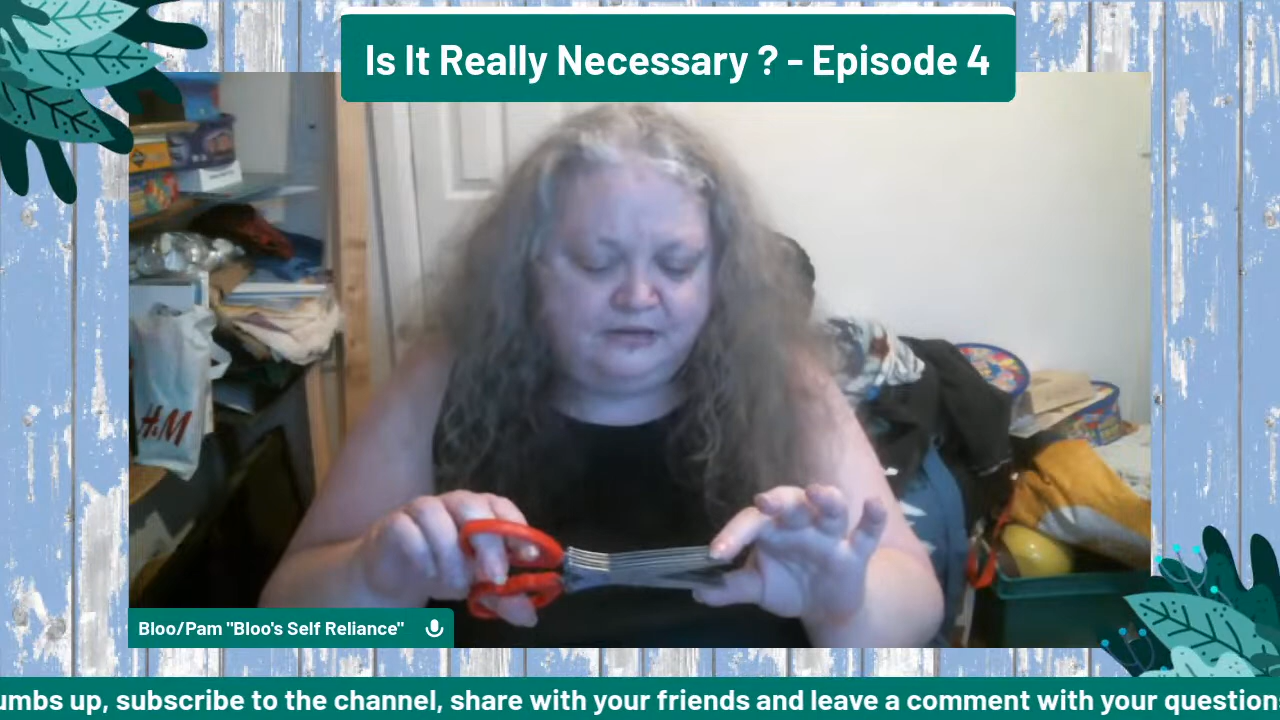 Is It Really Necessary ? - Episode 4
H&M
Bloo/Pam "Bloo's Self Reliance"
umbs up, subscribe to the channel, share with your friends and leave a comment with your question